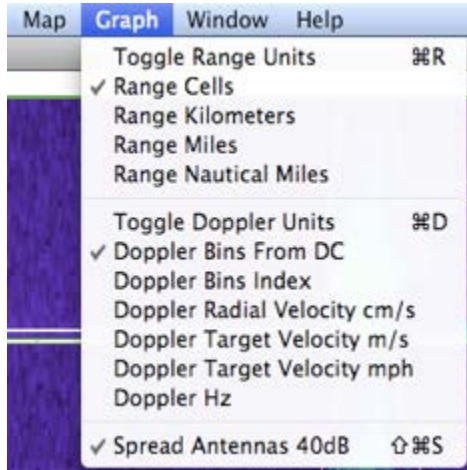 Map Graph Window Help
Toggle Range Units ⌘R
✓ Range Cells
Range Kilometers
Range Miles
Range Nautical Miles
Toggle Doppler Units ⌘D
✓ Doppler Bins From DC
Doppler Bins Index
Doppler Radial Velocity cm/s
Doppler Target Velocity m/s
Doppler Target Velocity mph
Doppler Hz
✓ Spread Antennas 40dB ⇧⌘S